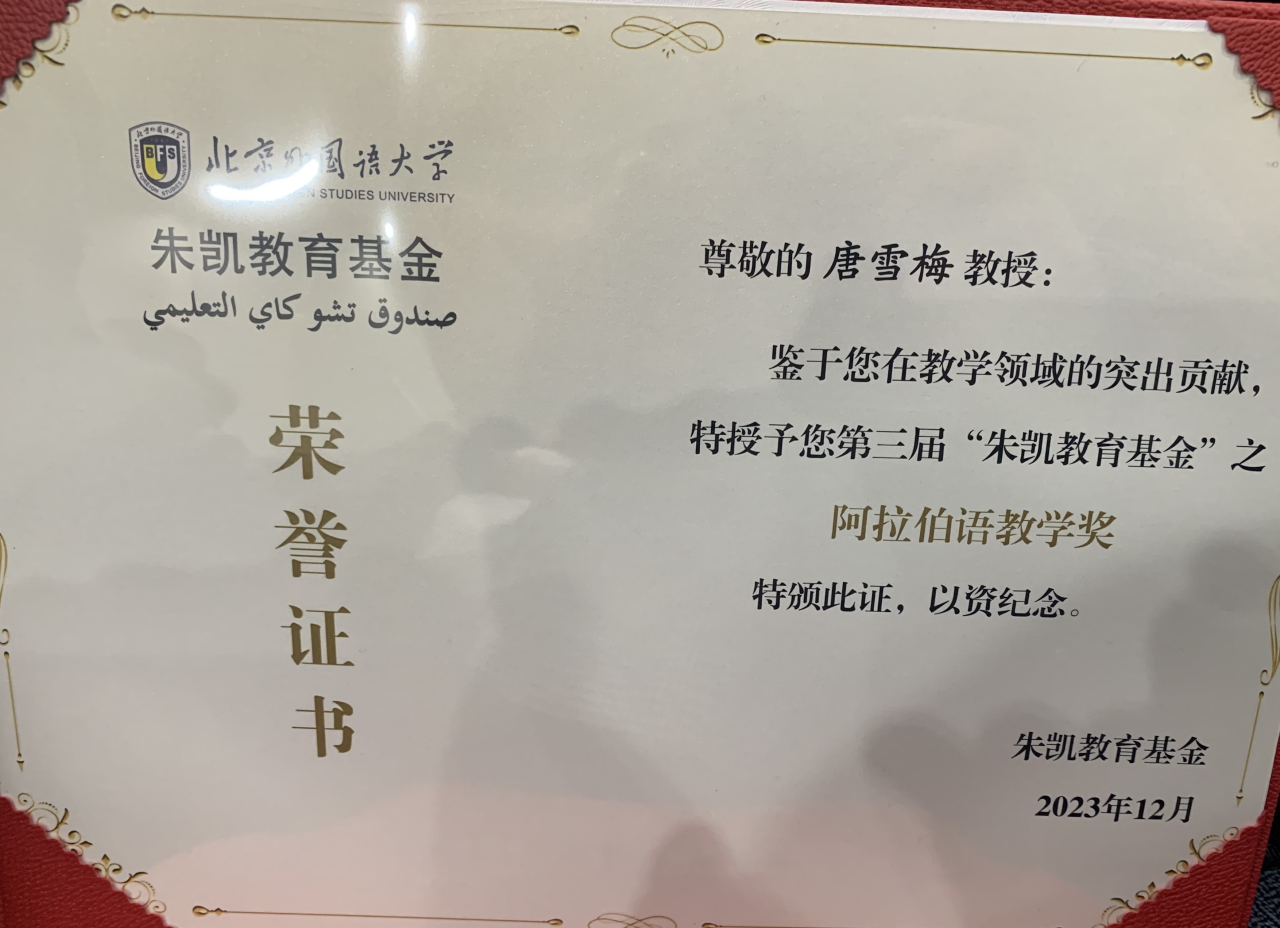 BFS
北京外国语大学
STUDIES UNIVERSITY
朱凯教育基金
صندوق تشو كاي التعليمي
荣
誉
证
书
尊敬的 唐雪梅 教授：
鉴于您在教学领域的突出贡献，
特授予您第三届“朱凯教育基金”之
阿拉伯语教学奖
特颁此证，以资纪念。
朱凯教育基金
2023年12月